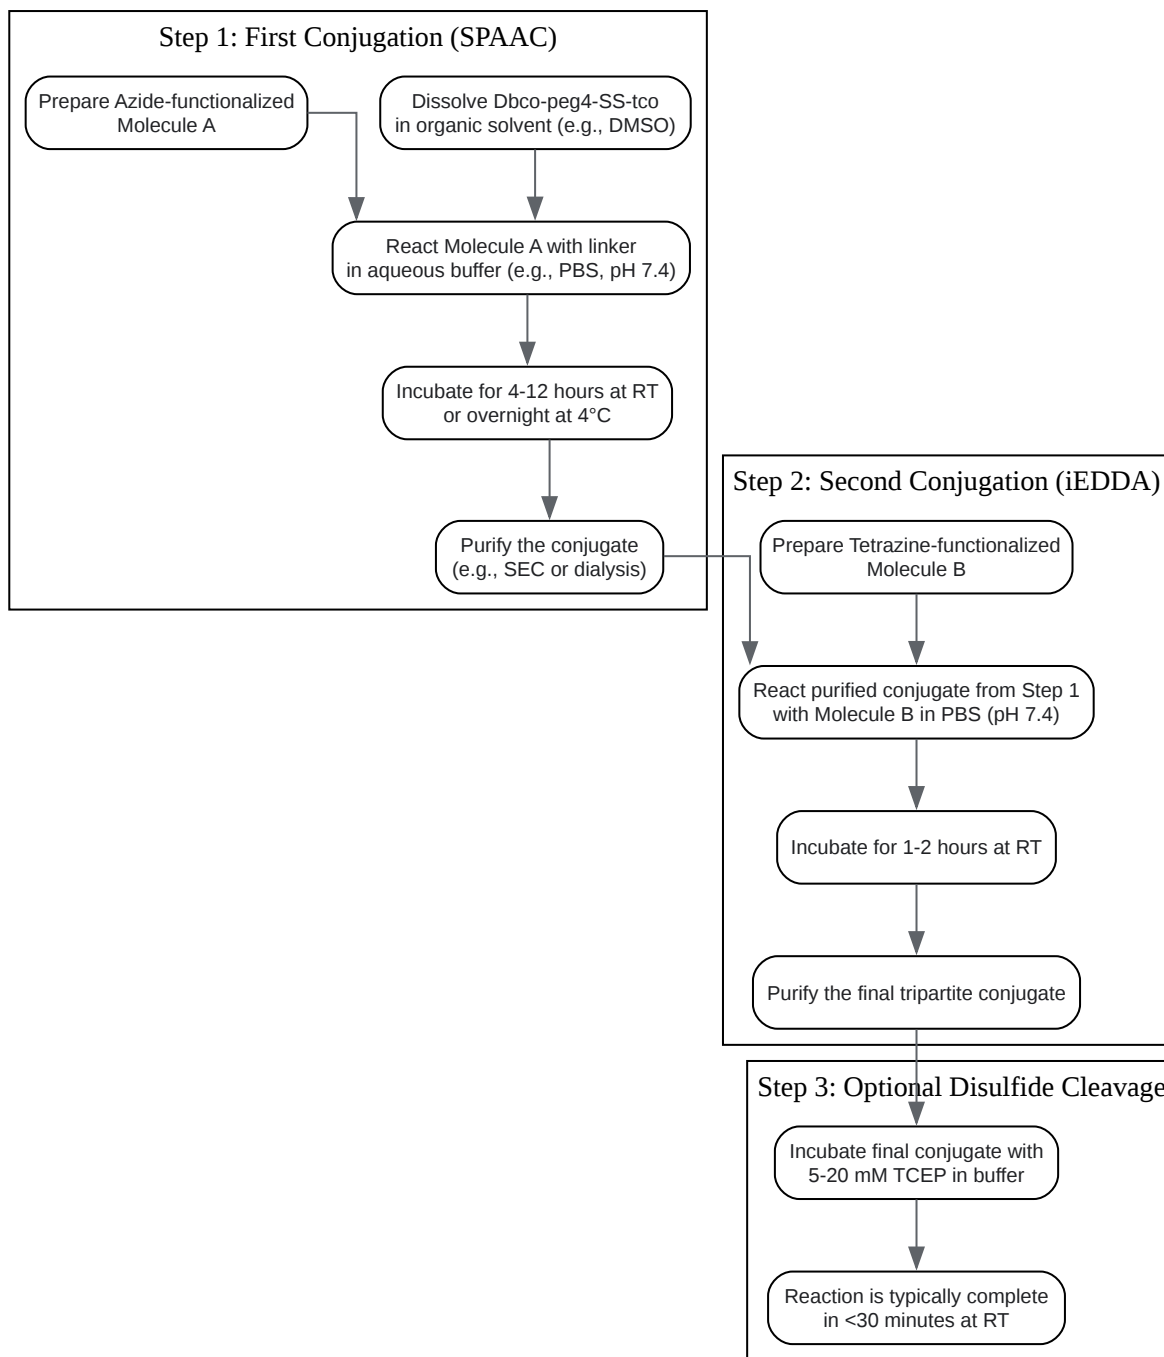 Step 1: First Conjugation (SPAAC)
Prepare Azide-functionalized
Molecule A
Dissolve Dbco-peg4-SS-tco
in organic solvent (e.g., DMSO)
React Molecule A with linker
in aqueous buffer (e.g., PBS, pH 7.4)
Incubate for 4-12 hours at RT
or overnight at 4°C
Purify the conjugate
(e.g., SEC or dialysis)
Step 2: Second Conjugation (iEDDA)
Prepare Tetrazine-functionalized
Molecule B
React purified conjugate from Step 1
with Molecule B in PBS (pH 7.4)
Incubate for 1-2 hours at RT
Purify the final tripartite conjugate
Step 3: Optional Disulfide Cleavage
Incubate final conjugate with
5-20 mM TCEP in buffer
Reaction is typically complete
in <30 minutes at RT